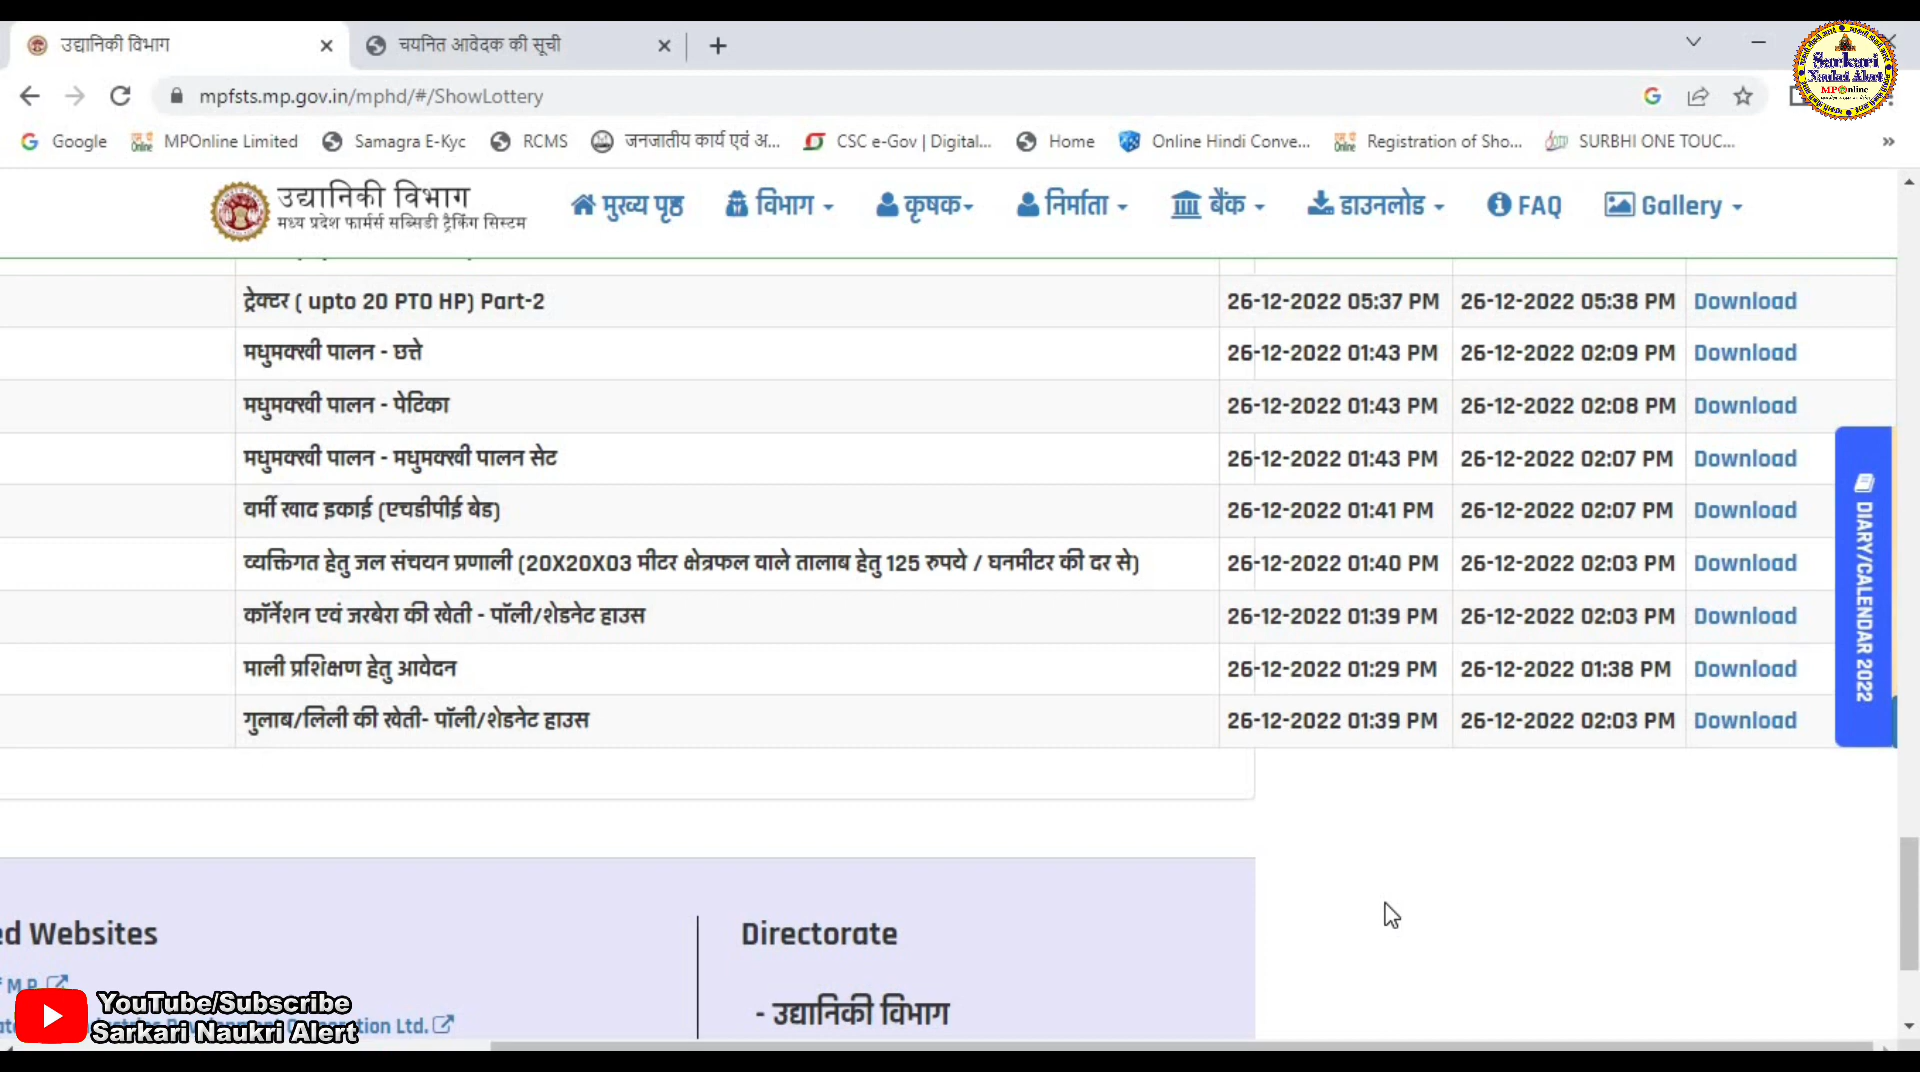 उद्यानिकी विभाग
चयनित आवेदक की सूची
mpfsts.mp.gov.in/mphd/#/ShowLottery
Sarkari
Naukri Alert
MPOnline
Google MPOnline Limited Samagra E-Kyc RCMS जनजातीय कार्य एवं अ... CSC e-Gov | Digital... Home Online Hindi Conve... Registration of Sho... SURBHI ONE TOUC... »
उद्यानिकी विभाग
मध्य प्रदेश फार्मर्स सब्सिडी ट्रैकिंग सिस्टम
मुख्य पृष्ठ विभाग कृषक निर्माता बैंक डाउनलोड FAQ Gallery
ट्रेक्टर ( upto 20 PTO HP) Part-2 26-12-2022 05:37 PM 26-12-2022 05:38 PM Download
मधुमक्खी पालन - छत्ते 26-12-2022 01:43 PM 26-12-2022 02:09 PM Download
मधुमक्खी पालन - पेटिका 26-12-2022 01:43 PM 26-12-2022 02:08 PM Download
मधुमक्खी पालन - मधुमक्खी पालन सेट 26-12-2022 01:43 PM 26-12-2022 02:07 PM Download
वर्मी खाद इकाई (एचडीपीई बेड) 26-12-2022 01:41 PM 26-12-2022 02:07 PM Download
व्यक्तिगत हेतु जल संचयन प्रणाली (20X20X03 मीटर क्षेत्रफल वाले तालाब हेतु 125 रुपये / घनमीटर की दर से) 26-12-2022 01:40 PM 26-12-2022 02:03 PM Download
कॉर्नेशन एवं जरबेरा की खेती - पॉली/शेडनेट हाउस 26-12-2022 01:39 PM 26-12-2022 02:03 PM Download
माली प्रशिक्षण हेतु आवेदन 26-12-2022 01:29 PM 26-12-2022 01:38 PM Download
गुलाब/लिली की खेती- पॉली/शेडनेट हाउस 26-12-2022 01:39 PM 26-12-2022 02:03 PM Download
DIARY/CALENDAR 2022
ed Websites
Directorate
M.P.
- उद्यानिकी विभाग
tion Ltd.
YouTube/Subscribe
Sarkari Naukri Alert